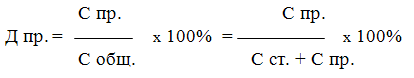 С пр. С пр.
Д пр. = х 100% = х 100%
С общ. С ст. + С пр.